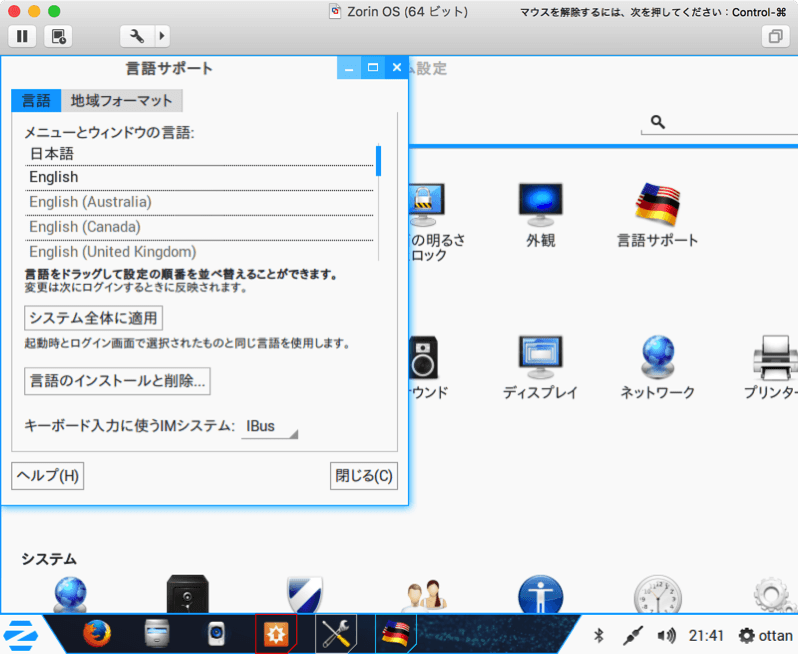 Zorin OS (64 ビット)
マウスを解除するには、次を押してください：Control-⌘
言語サポート
設定
言語
地域フォーマット
メニューとウィンドウの言語:
日本語
English
English (Australia)
English (Canada)
English (United Kingdom)
言語をドラッグして設定の順番を並べ替えることができます。
変更は次にログインするときに反映されます。
システム全体に適用
起動時とログイン画面で選択されたものと同じ言語を使用します。
言語のインストールと削除...
キーボード入力に使うIMシステム:
IBus
ヘルプ(H)
閉じる(C)
の明るさ
ロック
外観
言語サポート
ウンド
ディスプレイ
ネットワーク
プリンター
システム
21:41
ottan